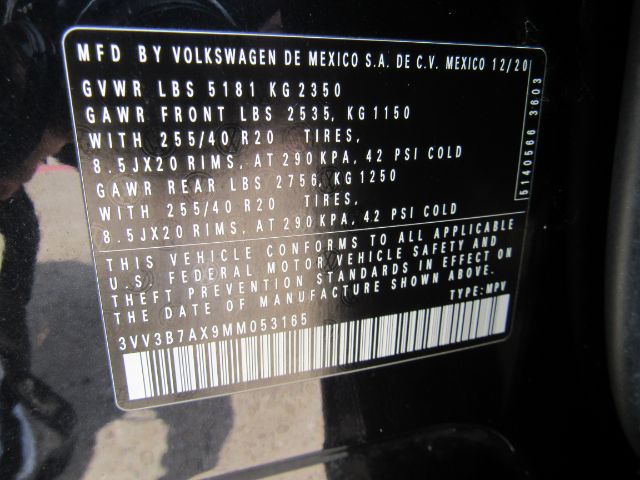 MFD BY VOLKSWAGEN DE MEXICO S.A. DE C.V. MEXICO 12/20
GVWR LBS 5181 KG 2350
GAWR FRONT LBS 2535, KG 1150
WITH 255/40 R20 TIRES,
8.5JX20 RIMS, AT 290 KPA, 42 PSI COLD
GAWR REAR LBS 2756, KG 1250
WITH 255/40 R20 TIRES,
8.5JX20 RIMS, AT 290 KPA, 42 PSI COLD
THIS VEHICLE CONFORMS TO ALL APPLICABLE
U.S. FEDERAL MOTOR VEHICLE SAFETY AND
THEFT PREVENTION STANDARDS IN EFFECT ON
THE DATE OF MANUFACTURE SHOWN ABOVE.
3VV3B7AX9MM053165 TYPE: MPV
5140566 3603